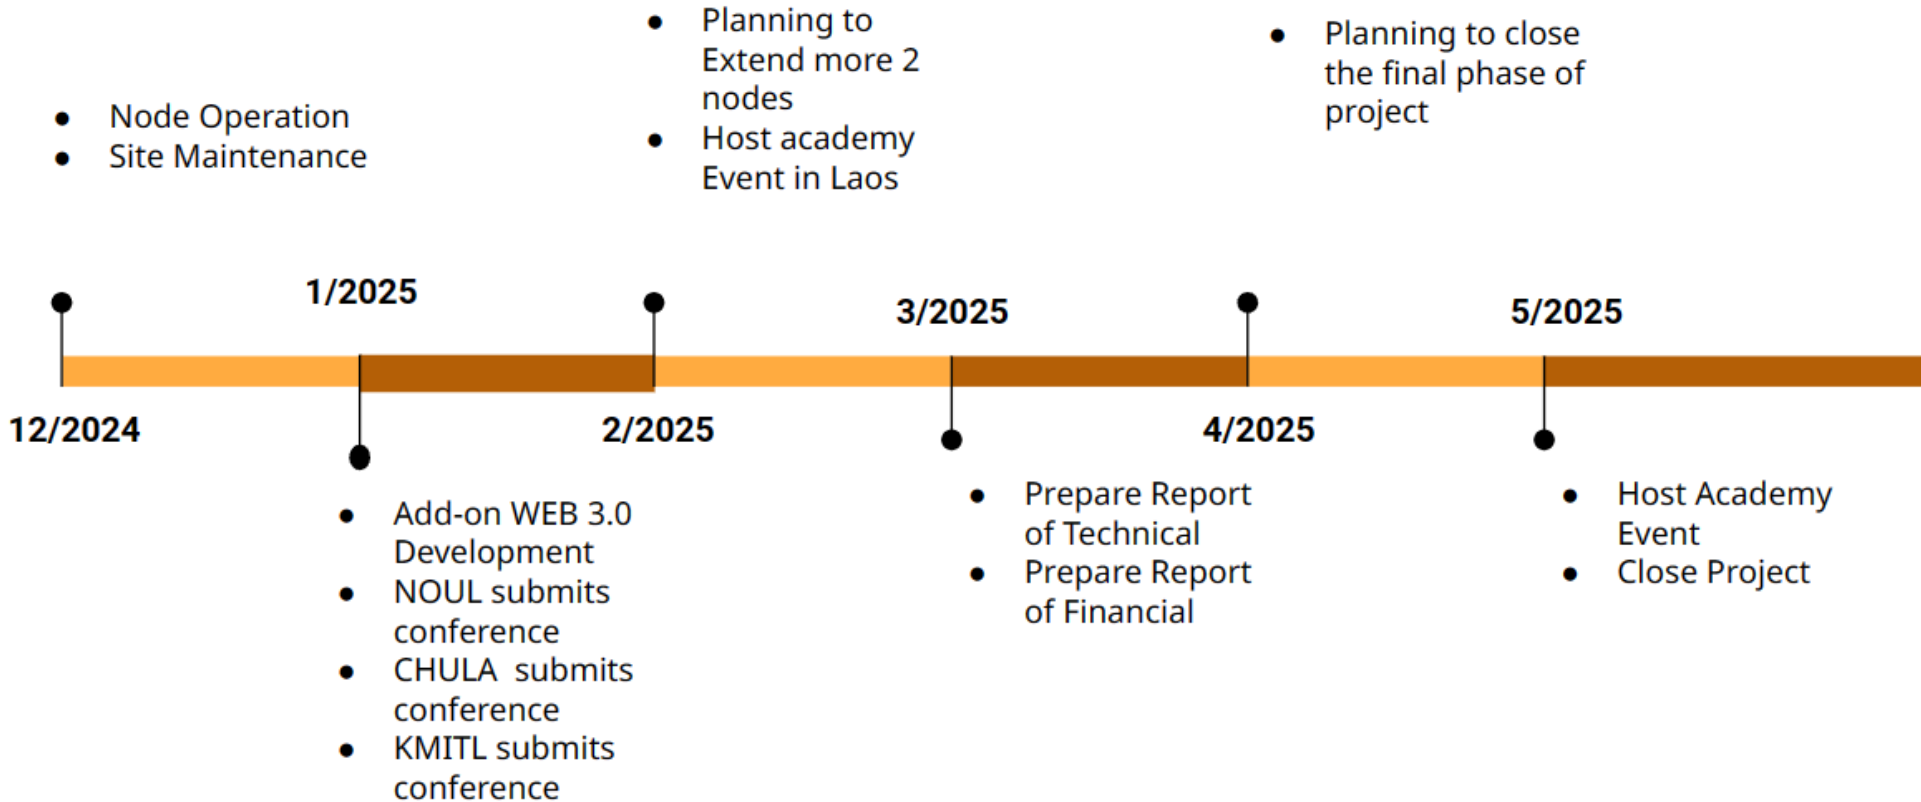 ● Node Operation
● Site Maintenance
● Planning to
Extend more 2
nodes
● Host academy
Event in Laos
● Planning to close
the final phase of
project
1/2025
3/2025
5/2025
12/2024
2/2025
4/2025
● Add-on WEB 3.0
Development
● NOUL submits
conference
● CHULA  submits
conference
● KMITL submits
conference
● Prepare Report
of Technical
● Prepare Report
of Financial
● Host Academy
Event
● Close Project